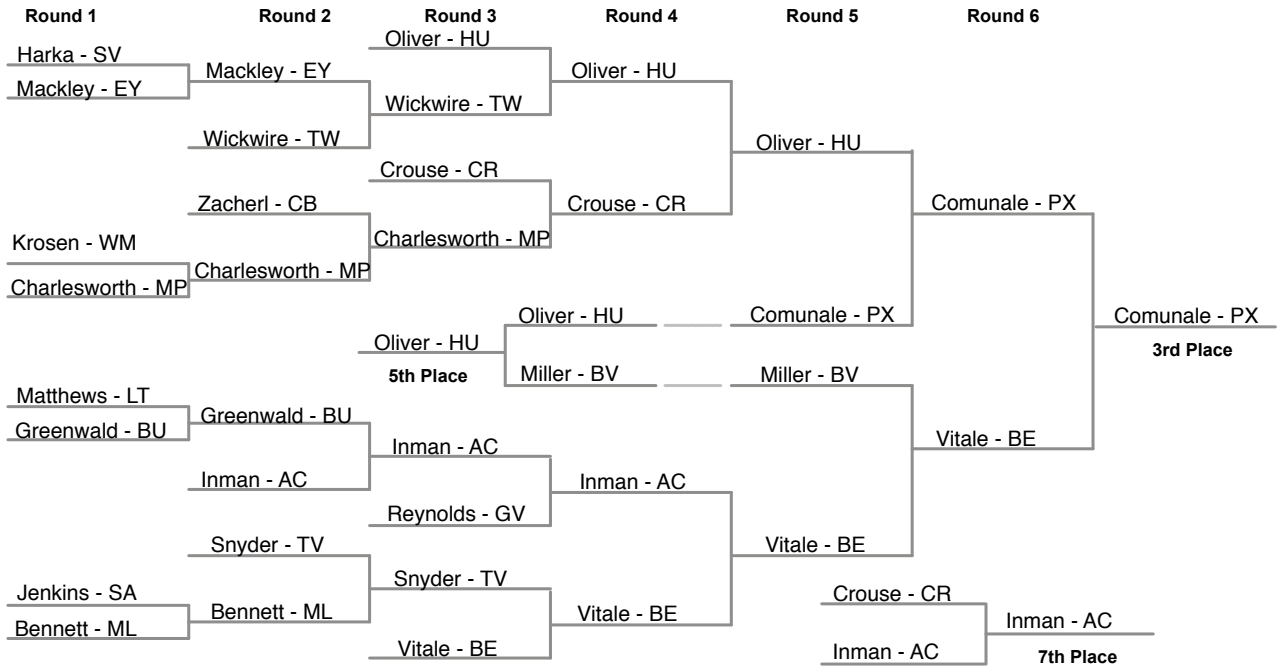 Round 1
Round 2
Round 3
Round 4
Round 5
Round 6
Harka - SV
Mackley - EY
Krosen - WM
Charlesworth - MP
Matthews - LT
Greenwald - BU
Jenkins - SA
Bennett - ML
Mackley - EY
Wickwire - TW
Zacherl - CB
Charlesworth - MP
Greenwald - BU
Inman - AC
Snyder - TV
Bennett - ML
Oliver - HU
Wickwire - TW
Crouse - CR
Charlesworth - MP
Oliver - HU
5th Place
Inman - AC
Reynolds - GV
Snyder - TV
Vitale - BE
Oliver - HU
Crouse - CR
Oliver - HU
Miller - BV
Inman - AC
Vitale - BE
Oliver - HU
Comunale - PX
Miller - BV
Vitale - BE
Crouse - CR
Inman - AC
Comunale - PX
Vitale - BE
Inman - AC
7th Place
Comunale - PX
3rd Place